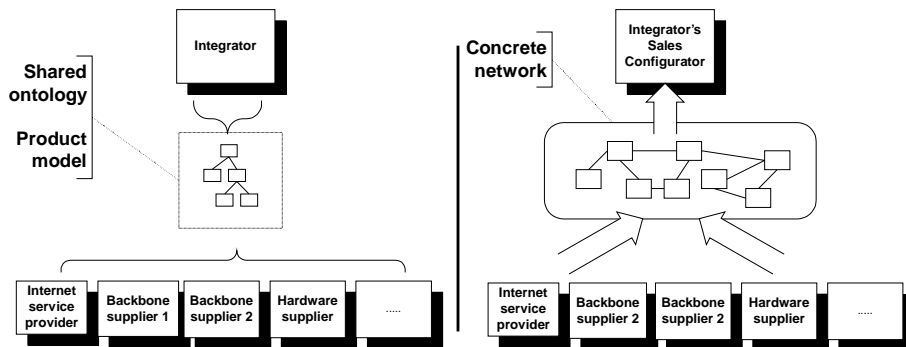 Integrator
Shared
ontology
Product
model
Internet
service
provider
Backbone
supplier 1
Backbone
supplier 2
Hardware
supplier
.....
Integrator's
Sales
Configurator
Concrete
network
Internet
service
provider
Backbone
supplier 2
Backbone
supplier 2
Hardware
supplier
.....